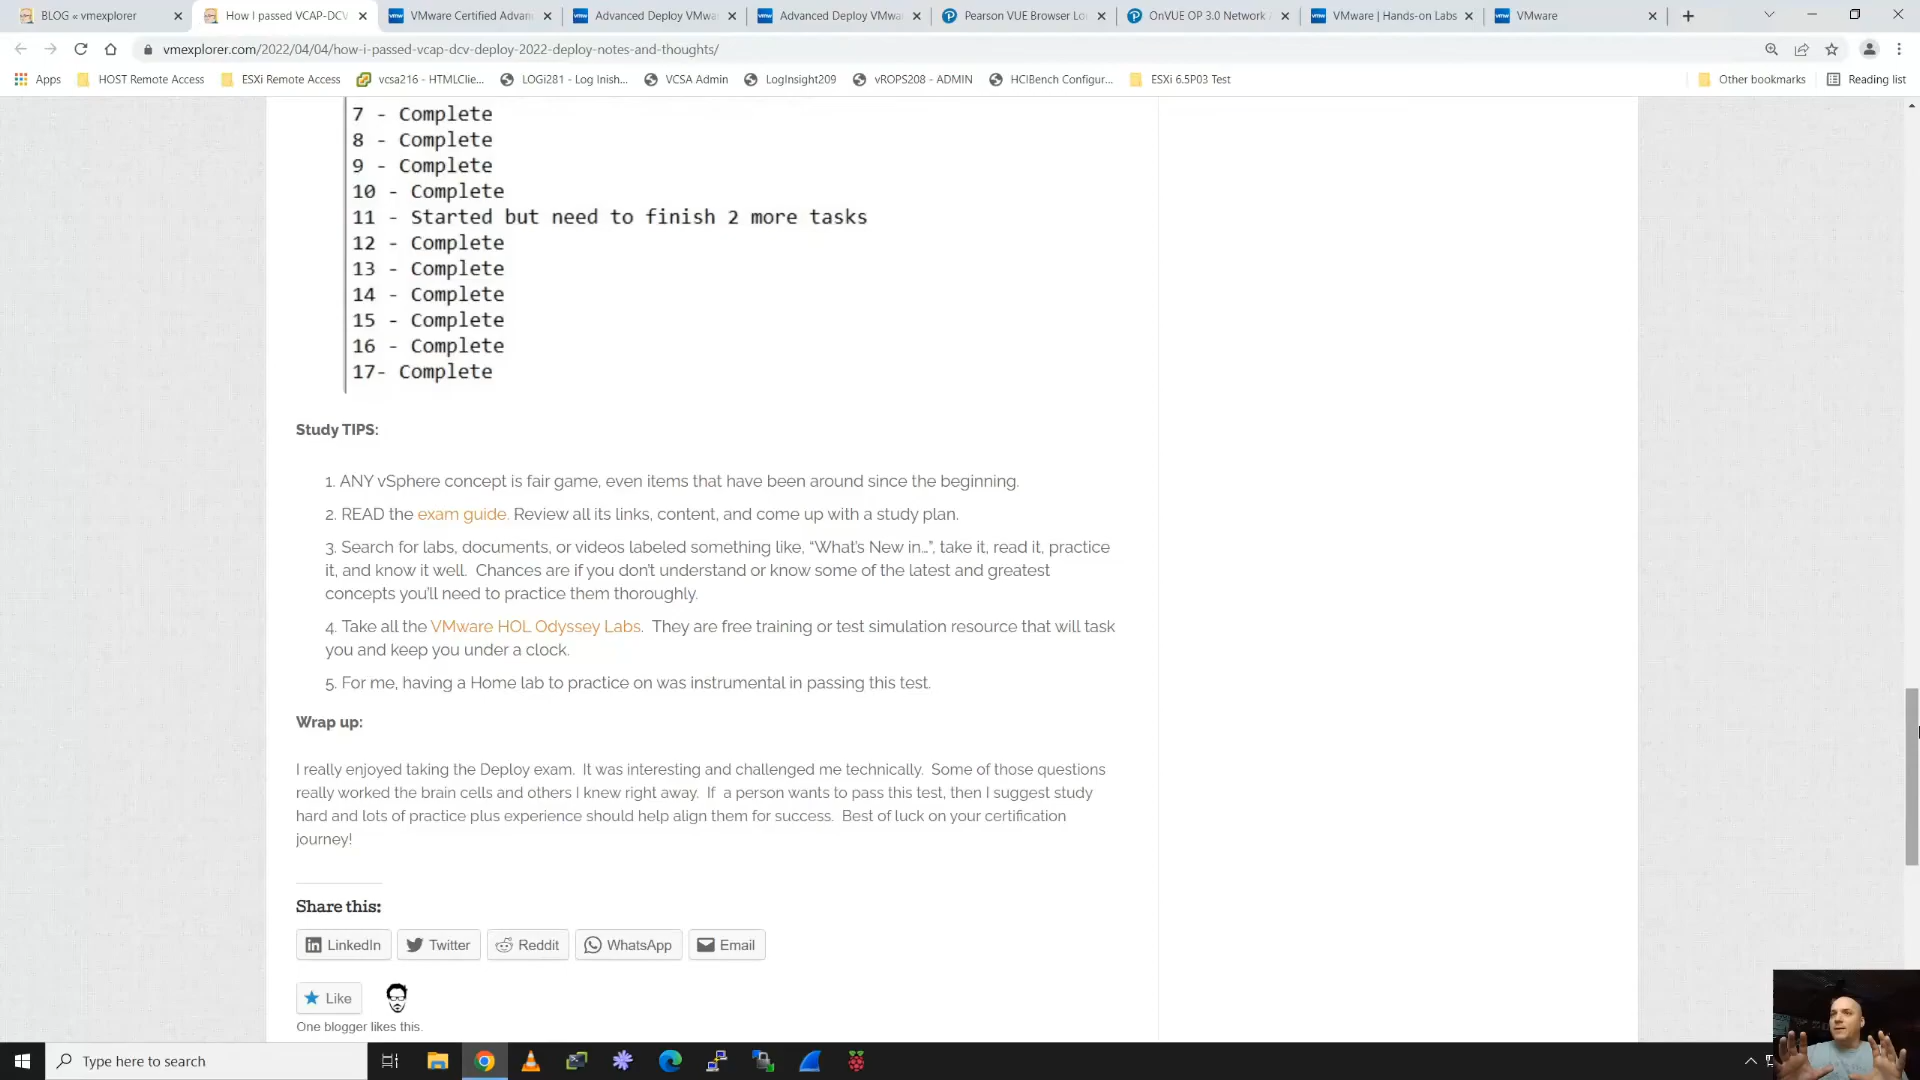 BLOG « vmexplorer
How I passed VCAP-DCV
VMware Certified Advan
Advanced Deploy VMwa
Advanced Deploy VMwa
Pearson VUE Browser Lo
OnVUE OP 3.0 Network
VMware | Hands-on Labs
VMware
vmexplorer.com/2022/04/04/how-i-passed-vcap-dcv-deploy-2022-deploy-notes-and-thoughts/
Apps
HOST Remote Access
ESXi Remote Access
vcsa216 - HTMLClie...
LOGi281 - Log Inish...
VCSA Admin
LogInsight209
vROPS208 - ADMIN
HCIBench Configur...
ESXi 6.5P03 Test
Other bookmarks
Reading list
7 - Complete
8 - Complete
9 - Complete
10 - Complete
11 - Started but need to finish 2 more tasks
12 - Complete
13 - Complete
14 - Complete
15 - Complete
16 - Complete
17- Complete
Study TIPS:
1. ANY vSphere concept is fair game, even items that have been around since the beginning.
2. READ the exam guide. Review all its links, content, and come up with a study plan.
3. Search for labs, documents, or videos labeled something like, “What’s New in…”, take it, read it, practice
it, and know it well. Chances are if you don’t understand or know some of the latest and greatest
concepts you’ll need to practice them thoroughly.
4. Take all the VMware HOL Odyssey Labs. They are free training or test simulation resource that will task
you and keep you under a clock.
5. For me, having a Home lab to practice on was instrumental in passing this test.
Wrap up:
I really enjoyed taking the Deploy exam. It was interesting and challenged me technically. Some of those questions
really worked the brain cells and others I knew right away. If a person wants to pass this test, then I suggest study
hard and lots of practice plus experience should help align them for success. Best of luck on your certification
journey!
Share this:
LinkedIn
Twitter
Reddit
WhatsApp
Email
Like
One blogger likes this.
Type here to search